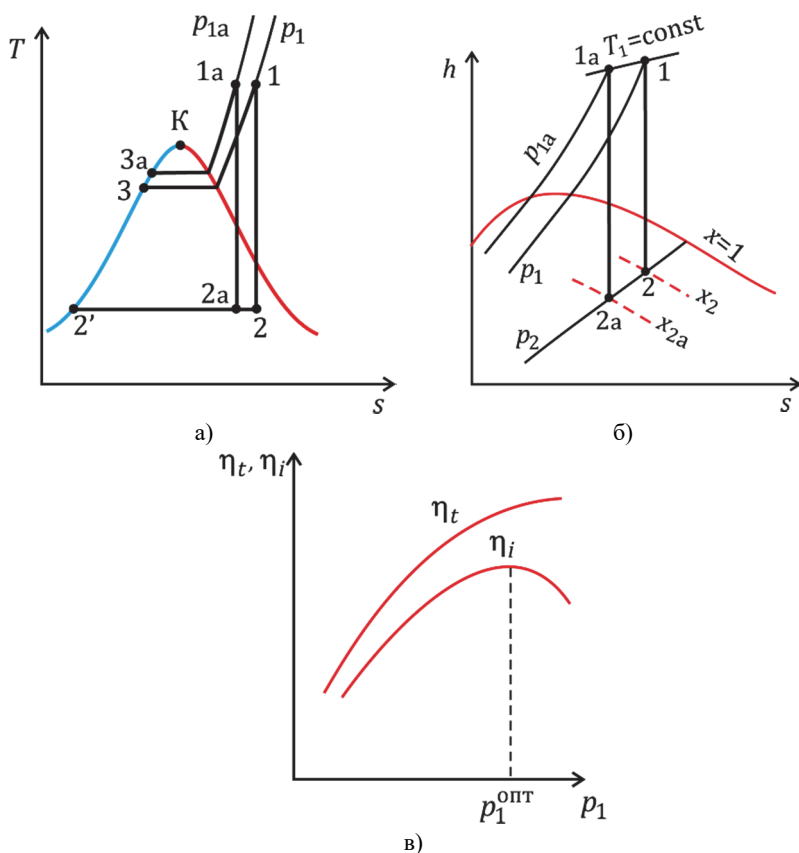 T
p₁ₐ
p₁
1a
1
К
3a
3
2a
2
2’
s
а)
h
1a
T₁=const
1
p₁ₐ
p₁
x=1
2
x₂
2a
x₂ₐ
p₂
s
б)
ηₜ, ηᵢ
ηₜ
ηᵢ
p₁ᵒᵖᵗ
p₁
в)